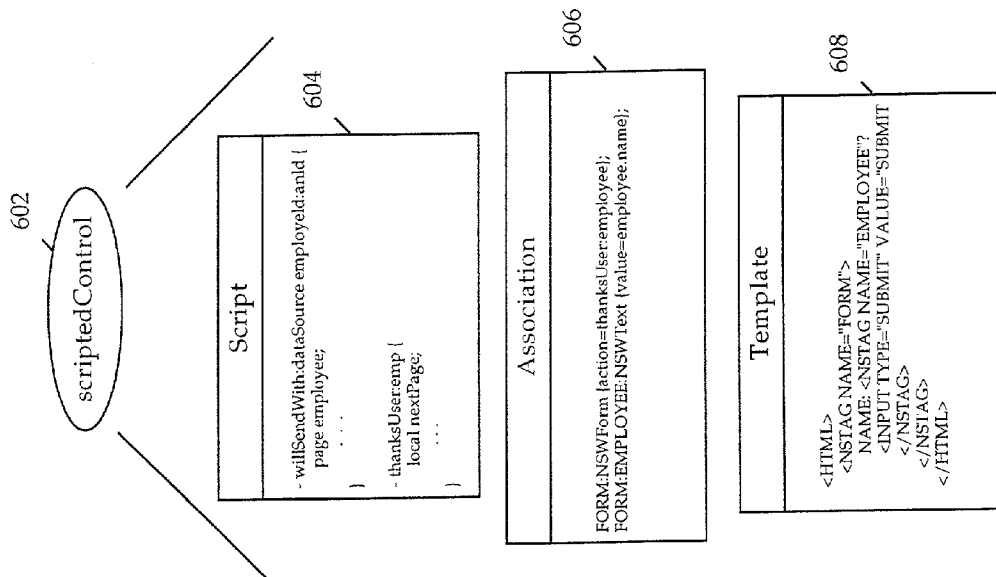 602
scriptedControl
604
Script
- willSendWith:dataSource employeId:anId {
page employee;
. . .
}
- thanksUser:emp {
local nextPage;
. . .
}
606
Association
FORM:NSWForm {action=thanksUser:employee};
FORM:EMPLOYEE:NSWText {value=employee.name};
608
Template
<HTML>
<NSTAG NAME="FORM">
NAME: <NSTAG NAME="EMPLOYEE"?
<INPUT TYPE="SUBMIT" VALUE="SUBMIT
</NSTAG>
</NSTAG>
</HTML>